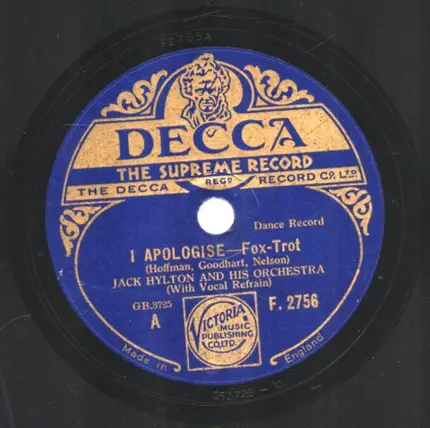 DECCA
THE SUPREME RECORD
THE DECCA REGD RECORD CO. LTD
Dance Record
I APOLOGISE—Fox-Trot
(Hoffman, Goodhart, Nelson)
JACK HYLTON AND HIS ORCHESTRA
(With Vocal Refrain)
GB.3725
A
F. 2756
VICTORIA
MUSIC
PUBLISHING
CO. LTD.
Made in England